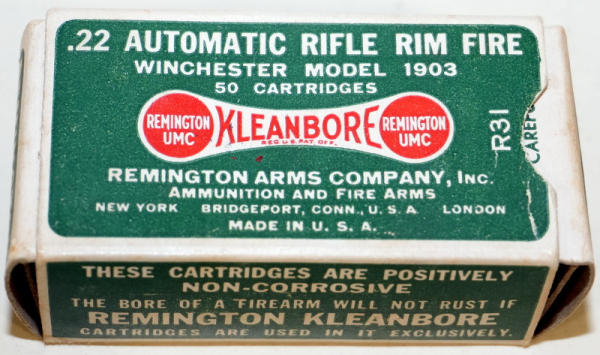 .22 AUTOMATIC RIFLE RIM FIRE
WINCHESTER MODEL 1903
50 CARTRIDGES
REMINGTON UMC KLEANBORE REMINGTON UMC
REG. U.S. PAT. OFF.
REMINGTON ARMS COMPANY, INC.
AMMUNITION AND FIRE ARMS
NEW YORK BRIDGEPORT, CONN., U. S. A. LONDON
MADE IN U. S. A.
R31
THESE CARTRIDGES ARE POSITIVELY
NON-CORROSIVE
THE BORE OF A FIREARM WILL NOT RUST IF
REMINGTON KLEANBORE
CARTRIDGES ARE USED IN IT EXCLUSIVELY.